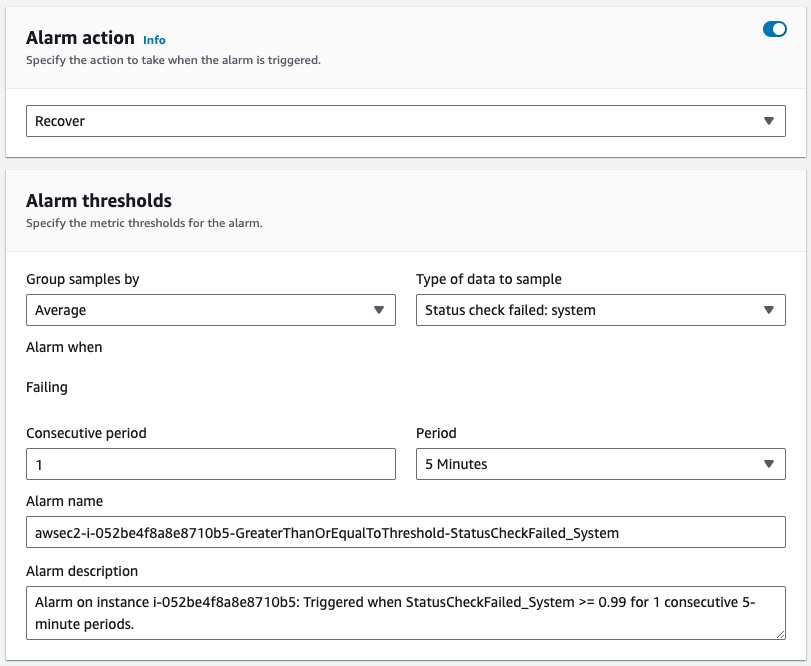 Alarm action Info
Specify the action to take when the alarm is triggered.
Recover
Alarm thresholds
Specify the metric thresholds for the alarm.
Group samples by
Type of data to sample
Average
Status check failed: system
Alarm when
Failing
Consecutive period
Period
1
5 Minutes
Alarm name
awsec2-i-052be4f8a8e8710b5-GreaterThanOrEqualToThreshold-StatusCheckFailed_System
Alarm description
Alarm on instance i-052be4f8a8e8710b5: Triggered when StatusCheckFailed_System >= 0.99 for 1 consecutive 5-
minute periods.